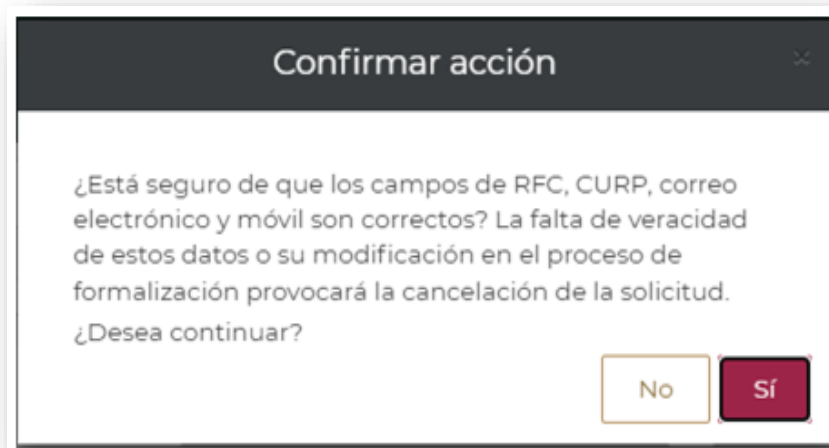 Confirmar acción
¿Está seguro de que los campos de RFC, CURP, correo
electrónico y móvil son correctos? La falta de veracidad
de estos datos o su modificación en el proceso de
formalización provocará la cancelación de la solicitud.
¿Desea continuar?
No Sí